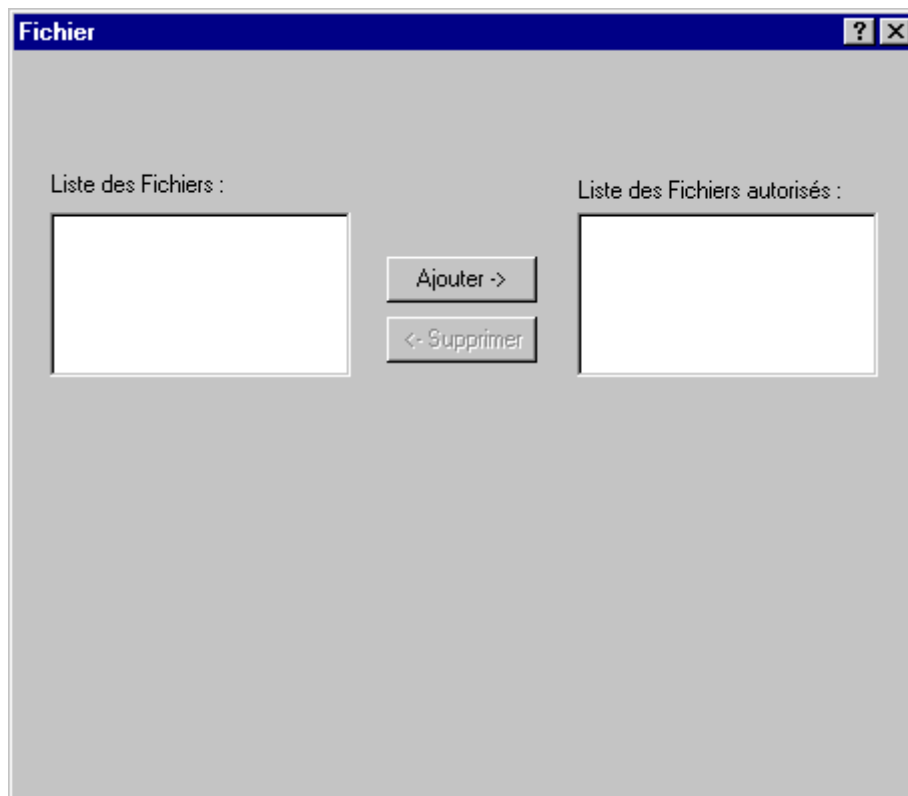 Fichier
Liste des Fichiers :
Liste des Fichiers autorisés :
Ajouter ->
<- Supprimer